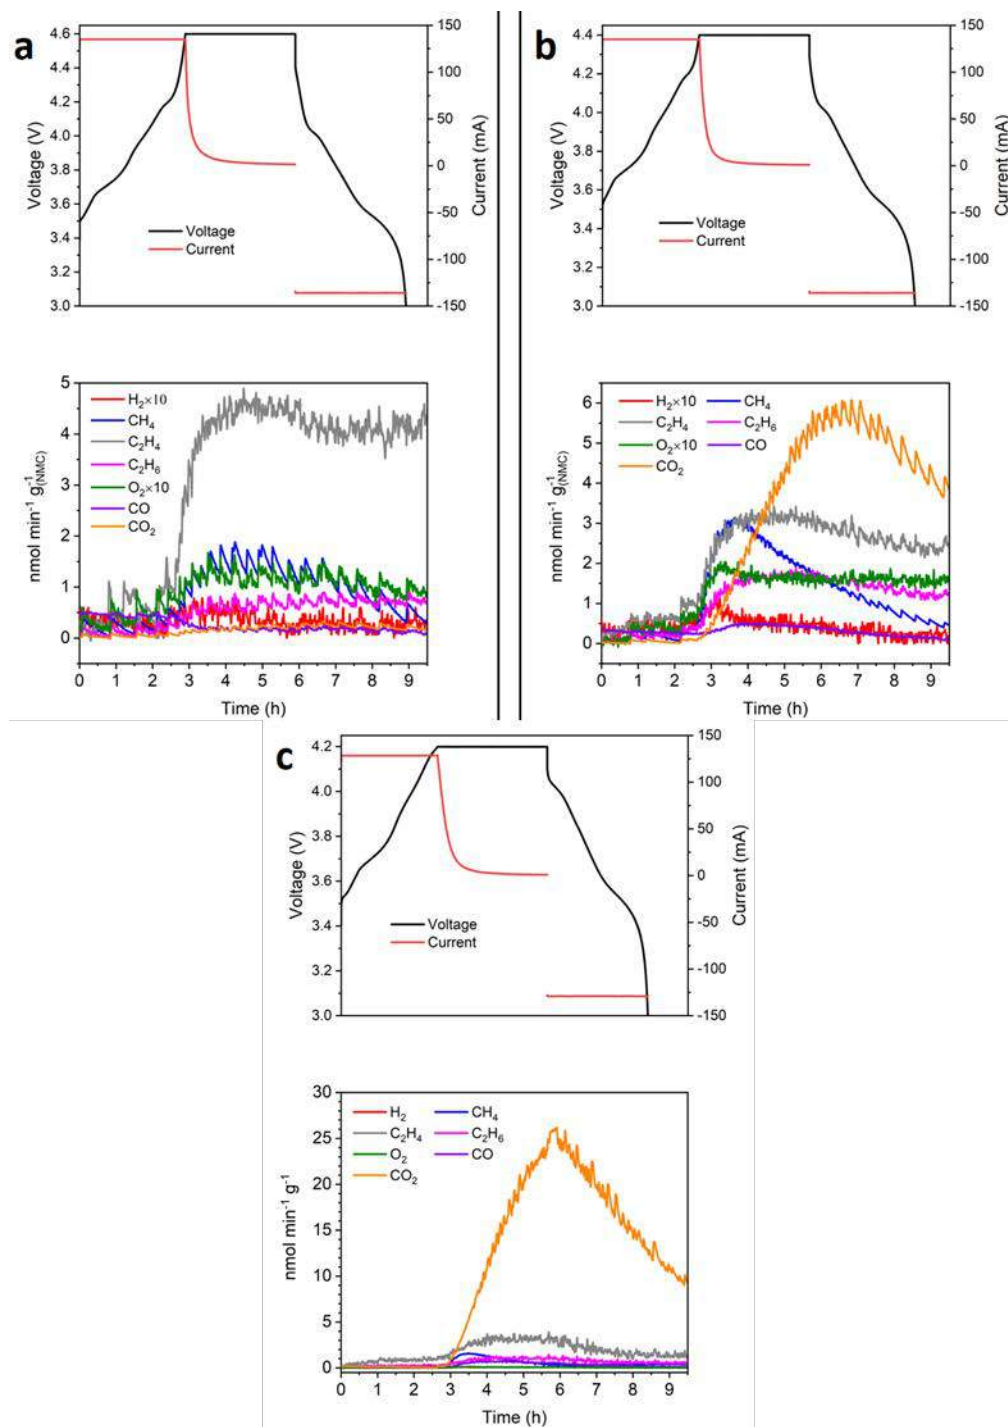 a
Voltage (V)
4.6
4.4
4.2
4.0
3.8
3.6
3.4
3.2
3.0
Voltage
Current
150
100
50
0
-50
-100
-150
Current (mA)
nmol min⁻¹ g⁻¹(NMC)
5
4
3
2
1
0
H₂×10
CH₄
C₂H₄
C₂H₆
O₂×10
CO
CO₂
0 1 2 3 4 5 6 7 8 9
Time (h)
b
Voltage (V)
4.4
4.2
4.0
3.8
3.6
3.4
3.2
3.0
Voltage
Current
150
100
50
0
-50
-100
-150
Current (mA)
nmol min⁻¹ g⁻¹(NMC)
6
5
4
3
2
1
0
H₂×10 CH₄
C₂H₄ C₂H₆
O₂×10 CO
CO₂
0 1 2 3 4 5 6 7 8 9
Time (h)
c
Voltage (V)
4.2
4.0
3.8
3.6
3.4
3.2
3.0
Voltage
Current
150
100
50
0
-50
-100
-150
Current (mA)
nmol min⁻¹ g⁻¹
30
25
20
15
10
5
0
H₂ CH₄
C₂H₄ C₂H₆
O₂ CO
CO₂
0 1 2 3 4 5 6 7 8 9
Time (h)